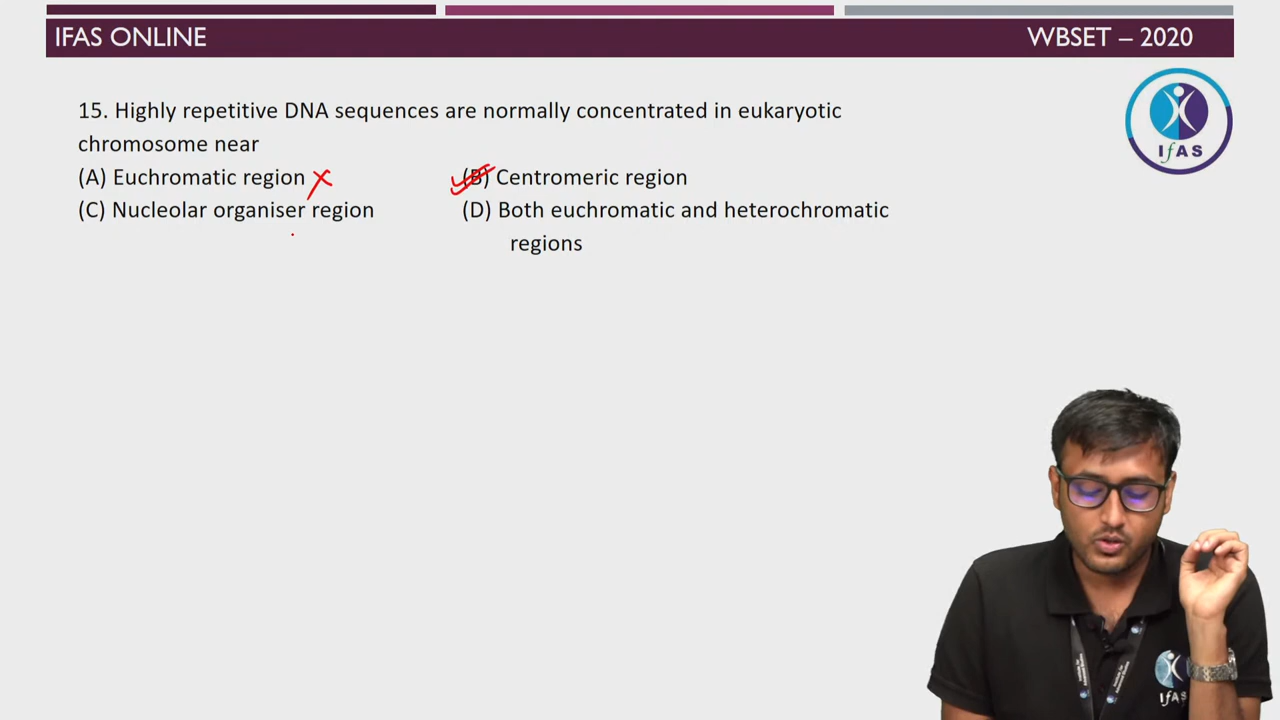 IFAS ONLINE
WBSET – 2020
IfAS
15. Highly repetitive DNA sequences are normally concentrated in eukaryotic
chromosome near
(A) Euchromatic region
(B) Centromeric region
(C) Nucleolar organiser region
(D) Both euchromatic and heterochromatic
regions
IfAS